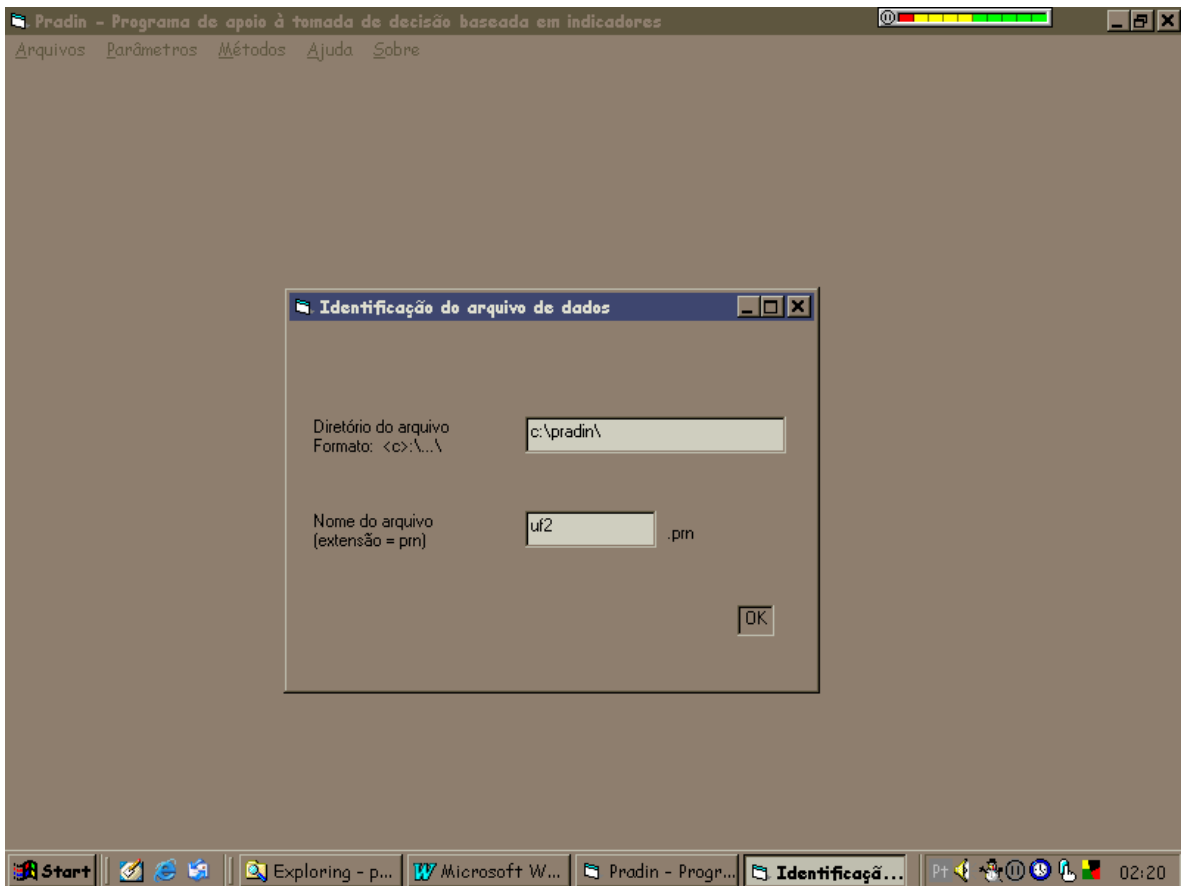 Pradin - Programa de apoio à tomada de decisão baseada em indicadores
Arquivos Parâmetros Métodos Ajuda Sobre
Identificação do arquivo de dados
Diretório do arquivo
Formato: <c>:\...\
c:\pradin\
Nome do arquivo
(extensão = prn)
uf2
.prn
OK
Start Exploring - p... Microsoft W... Pradin - Progr... Identificaçã... Pt 02:20